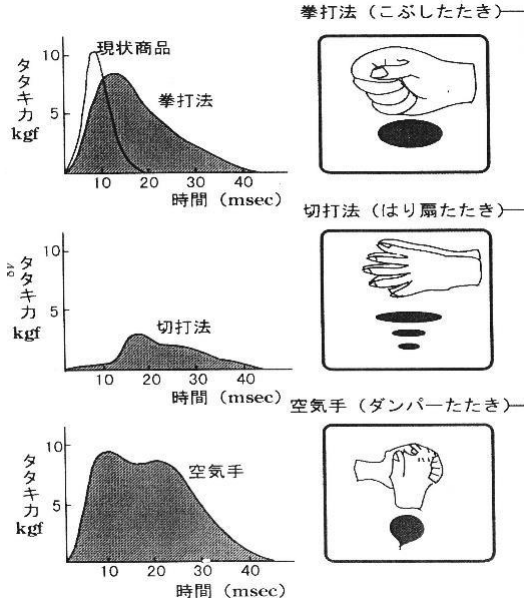 拳打法（こぶしたたき）
現状商品
拳打法
タタキ力
kgf
10
5
10
20
30
40
時間（msec）
切打法（はり扇たたき）
切打法
タタキ力
kgf
10
5
10
20
30
40
時間（msec）
空気手（ダンパーたたき）
空気手
タタキ力
kgf
10
5
10
20
30
40
時間（msec）